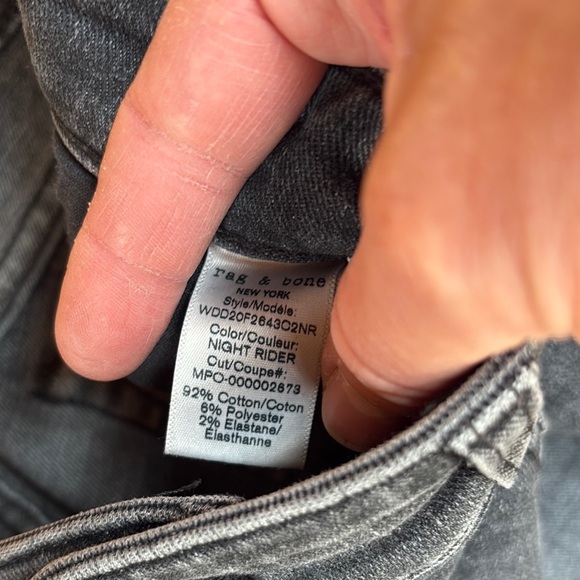 rag & bone
NEW YORK
Style/Modèle:
WDD20F2643C2NR
Color/Couleur:
NIGHT RIDER
Cut/Coupe#:
MPO-000002673
92% Cotton/Coton
6% Polyester
2% Elastane/
Élasthanne